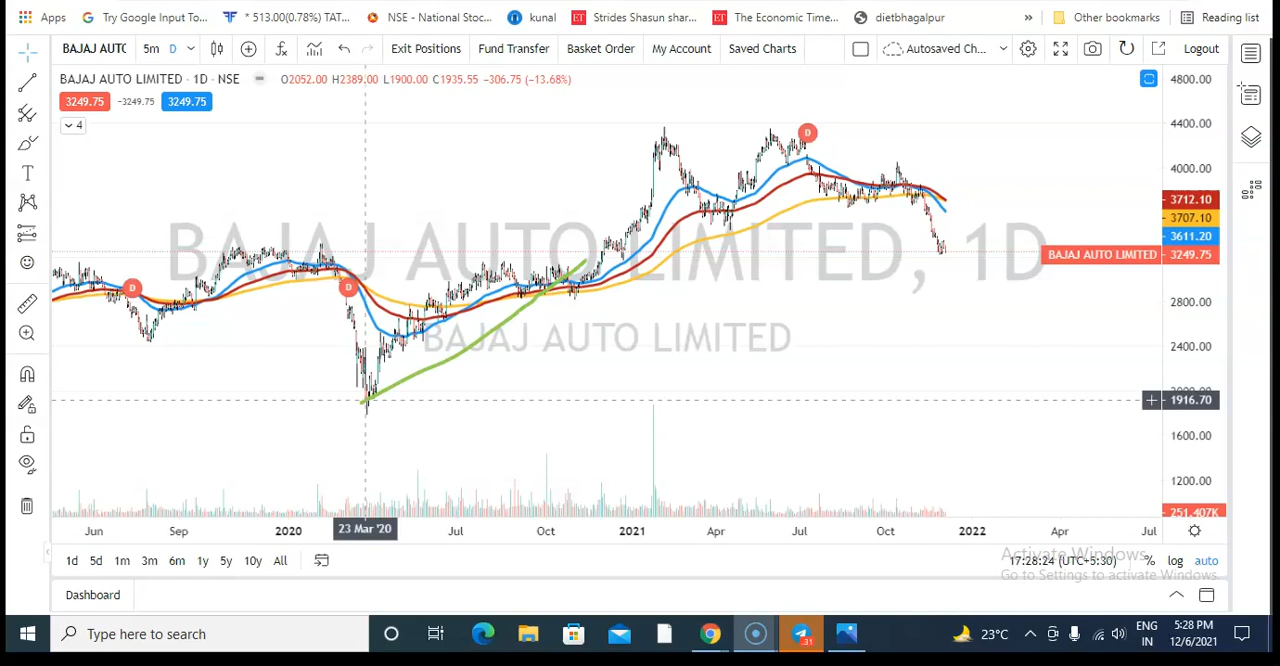 Apps Try Google Input To... * 513.00(0.78%) TAT... NSE - National Stoc... kunal Strides Shasun shar... The Economic Time... dietbhagalpur » Other bookmarks Reading list
BAJAJ AUTO 5m D Exit Positions Fund Transfer Basket Order My Account Saved Charts Autosaved Ch... Logout
BAJAJ AUTO LIMITED · 1D · NSE O2052.00 H2389.00 L1900.00 C1935.55 -306.75 (-13.68%)
3249.75 -3249.75 3249.75
4
4800.00
4400.00
4000.00
3712.10
3707.10
3611.20
BAJAJ AUTO LIMITED 3249.75
2800.00
2400.00
2000.00
1916.70
1600.00
1200.00
251.407K
BAJAJ AUTO LIMITED, 1D
BAJAJ AUTO LIMITED
D D D
Jun Sep 2020 23 Mar '20 Jul Oct 2021 Apr Jul Oct 2022 Apr Jul
1d 5d 1m 3m 6m 1y 5y 10y All 17:28:24 (UTC+5:30) % log auto
Activate Windows
Go to Settings to activate Windows.
Dashboard
Type here to search 31 23°C ENG IN 5:28 PM 12/6/2021